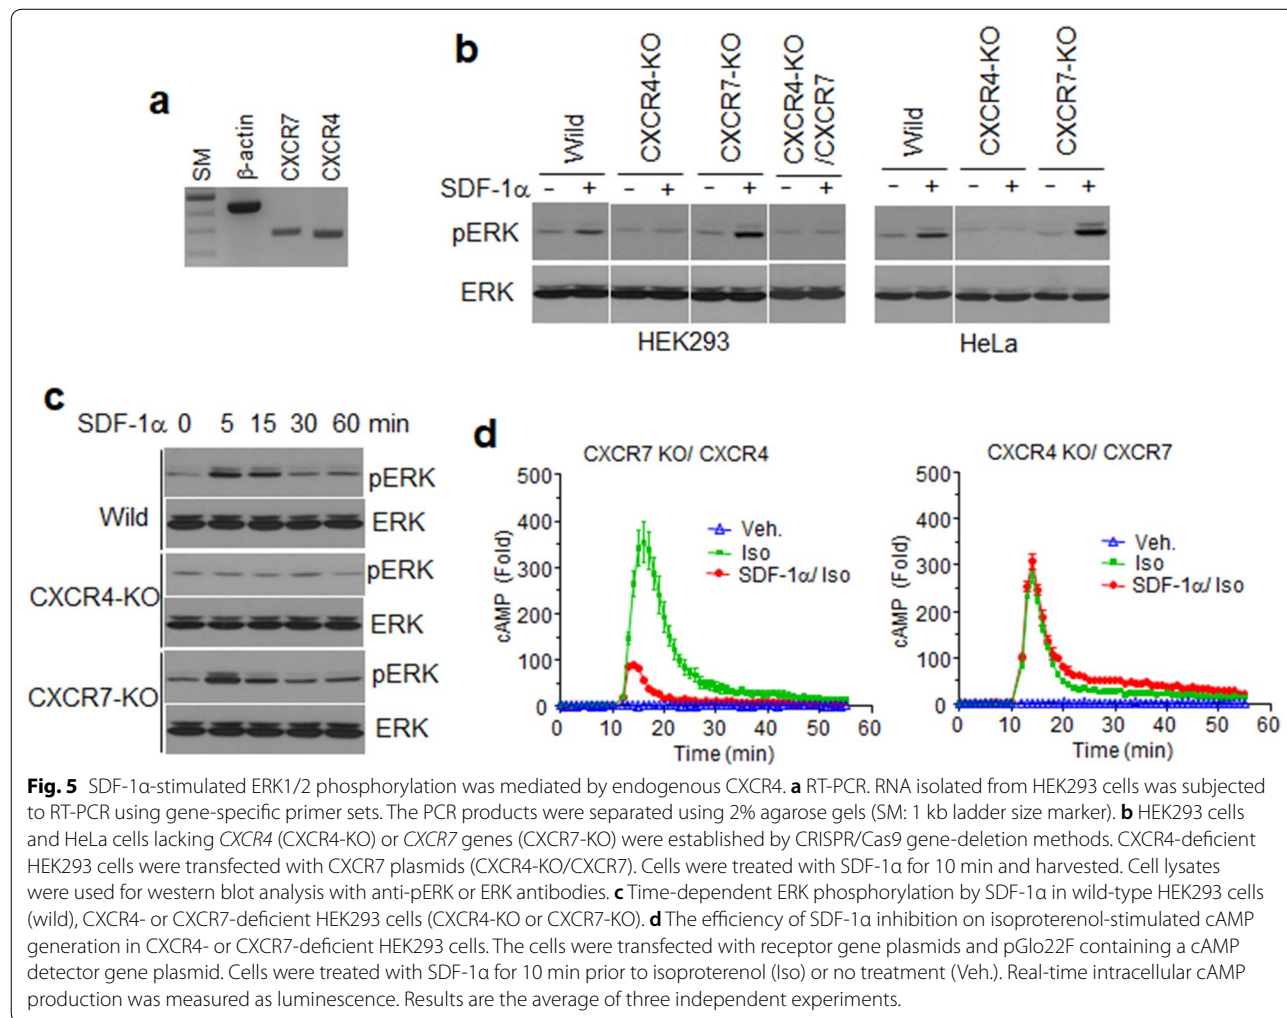 a
SM
β-actin
CXCR7
CXCR4
b
Wild
CXCR4-KO
CXCR7-KO
CXCR4-KO
/CXCR7
Wild
CXCR4-KO
CXCR7-KO
SDF-1α − + − + − + − + − + − + − +
pERK
ERK
HEK293
HeLa
c
SDF-1α 0 5 15 30 60 min
Wild
pERK
ERK
CXCR4-KO
pERK
ERK
CXCR7-KO
pERK
ERK
d
CXCR7 KO/ CXCR4
cAMP (Fold)
500
400
300
200
100
0
Veh.
Iso
SDF-1α/ Iso
0 10 20 30 40 50 60
Time (min)
CXCR4 KO/ CXCR7
cAMP (Fold)
500
400
300
200
100
0
Veh.
Iso
SDF-1α/ Iso
0 10 20 30 40 50 60
Time (min)
Fig. 5 SDF-1α-stimulated ERK1/2 phosphorylation was mediated by endogenous CXCR4. a RT-PCR. RNA isolated from HEK293 cells was subjected
to RT-PCR using gene-specific primer sets. The PCR products were separated using 2% agarose gels (SM: 1 kb ladder size marker). b HEK293 cells
and HeLa cells lacking CXCR4 (CXCR4-KO) or CXCR7 genes (CXCR7-KO) were established by CRISPR/Cas9 gene-deletion methods. CXCR4-deficient
HEK293 cells were transfected with CXCR7 plasmids (CXCR4-KO/CXCR7). Cells were treated with SDF-1α for 10 min and harvested. Cell lysates
were used for western blot analysis with anti-pERK or ERK antibodies. c Time-dependent ERK phosphorylation by SDF-1α in wild-type HEK293 cells
(wild), CXCR4- or CXCR7-deficient HEK293 cells (CXCR4-KO or CXCR7-KO). d The efficiency of SDF-1α inhibition on isoproterenol-stimulated cAMP
generation in CXCR4- or CXCR7-deficient HEK293 cells. The cells were transfected with receptor gene plasmids and pGlo22F containing a cAMP
detector gene plasmid. Cells were treated with SDF-1α for 10 min prior to isoproterenol (Iso) or no treatment (Veh.). Real-time intracellular cAMP
production was measured as luminescence. Results are the average of three independent experiments.